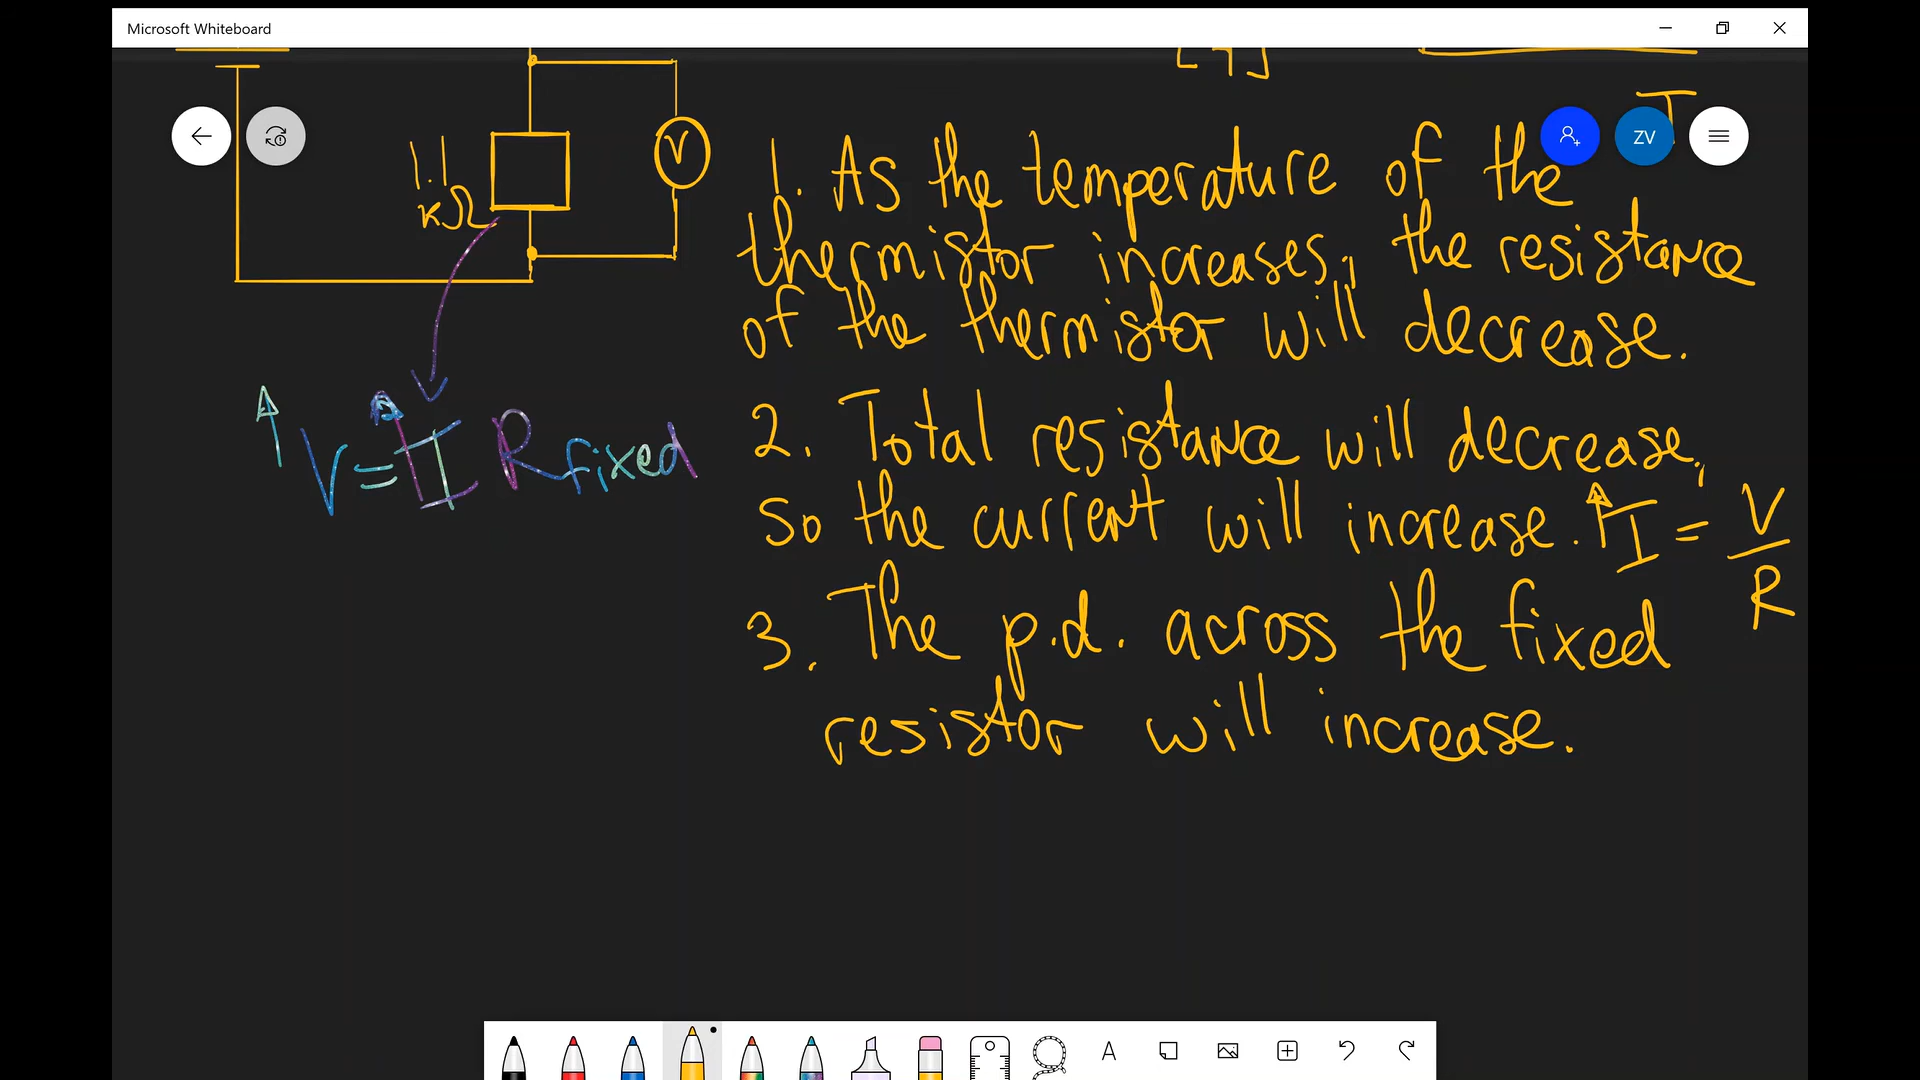 Microsoft Whiteboard
[4]
I
ZV
1.1
kΩ
V
1. As the temperature of the
thermistor increases, the resistance
of the thermistor will decrease.
2. Total resistance will decrease,
so the current will increase. ↑I = V/R
3. The p.d. across the fixed
resistor will increase.
↑V = ↑I Rfixed
A